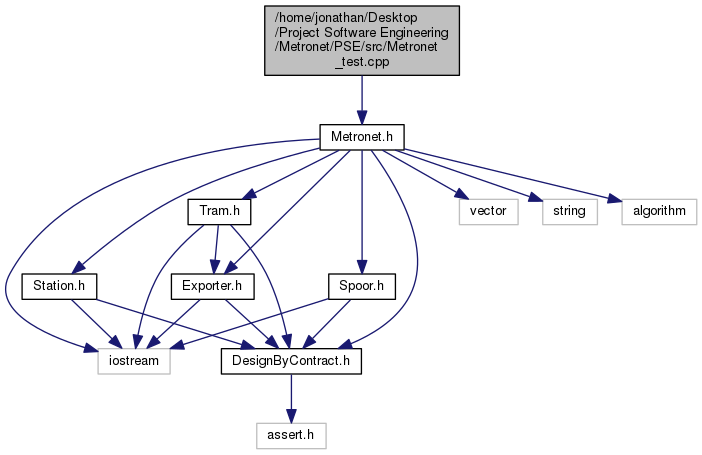 /home/jonathan/Desktop
/Project Software Engineering
/Metronet/PSE/src/Metronet
_test.cpp
Metronet.h
Tram.h
vector
string
algorithm
Station.h
Exporter.h
Spoor.h
iostream
DesignByContract.h
assert.h